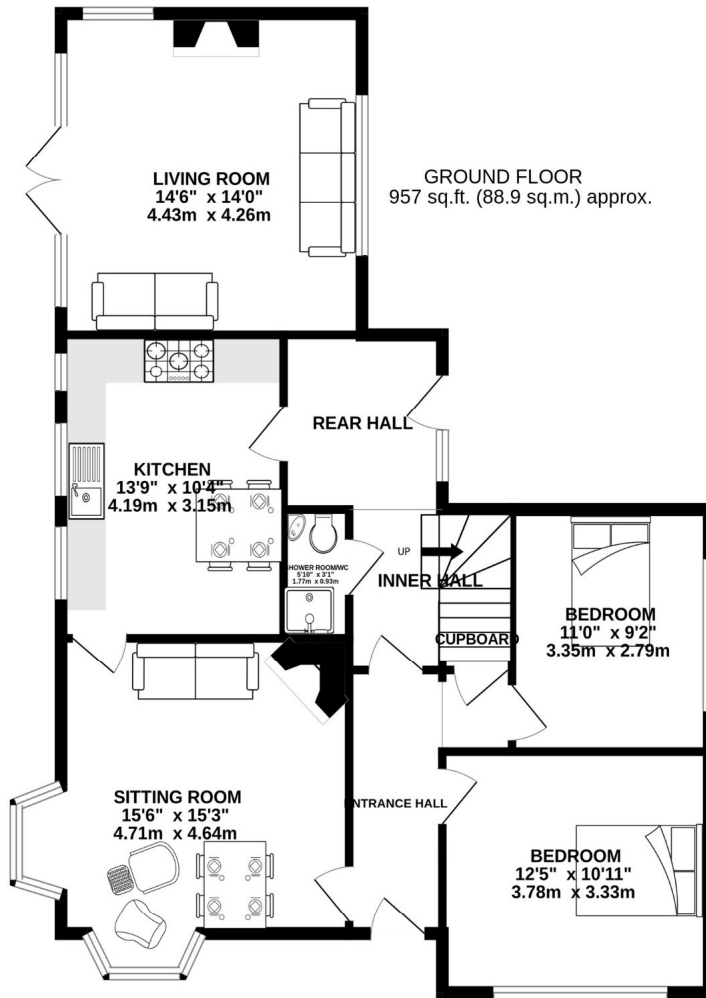 LIVING ROOM
14'6" x 14'0"
4.43m x 4.26m
GROUND FLOOR
957 sq.ft. (88.9 sq.m.) approx.
REAR HALL
KITCHEN
13'9" x 10'4"
4.19m x 3.15m
SHOWER ROOM/WC
5'10" x 3'1"
1.77m x 0.93m
UP
INNER HALL
CUPBOARD
BEDROOM
11'0" x 9'2"
3.35m x 2.79m
SITTING ROOM
15'6" x 15'3"
4.71m x 4.64m
ENTRANCE HALL
BEDROOM
12'5" x 10'11"
3.78m x 3.33m